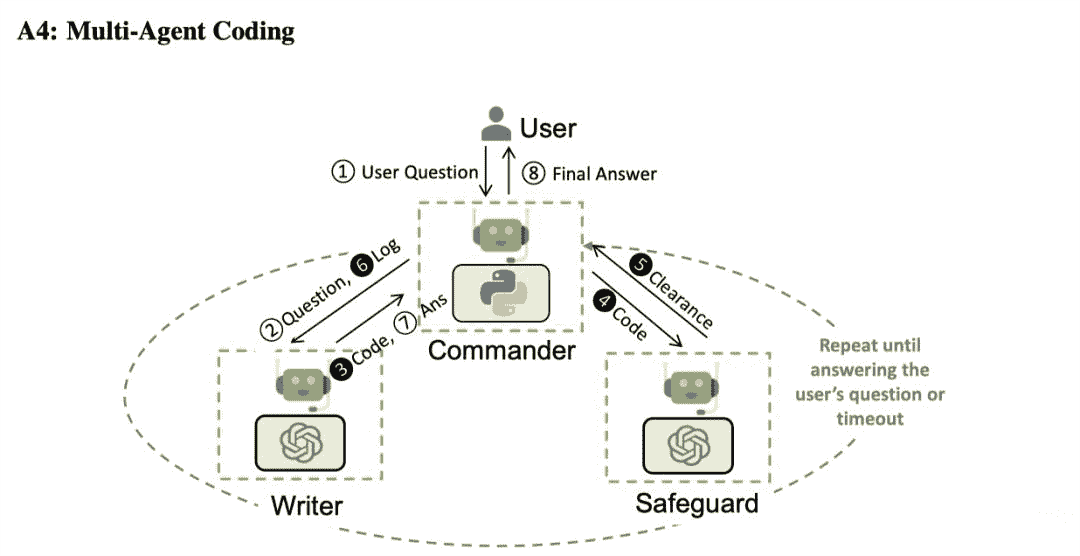 A4: Multi-Agent Coding
User
① User Question
⑧ Final Answer
② Question, ❻ Log
❸ Code, ⑦ Ans
❺ Clearance
❹ Code
Commander
Repeat until
answering the
user's question or
timeout
Writer
Safeguard